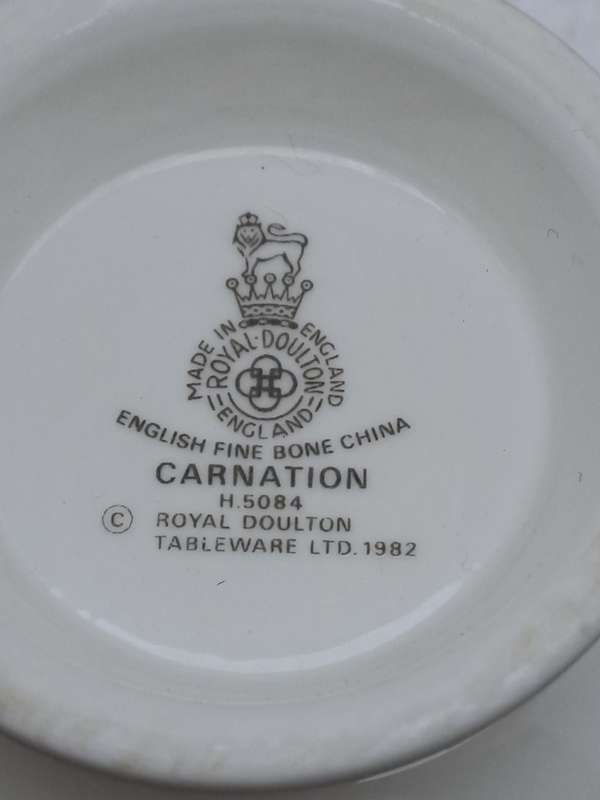 MADE IN ENGLAND
ROYAL·DOULTON
ENGLAND
ENGLISH FINE BONE CHINA
CARNATION
H.5084
© ROYAL DOULTON
TABLEWARE LTD. 1982